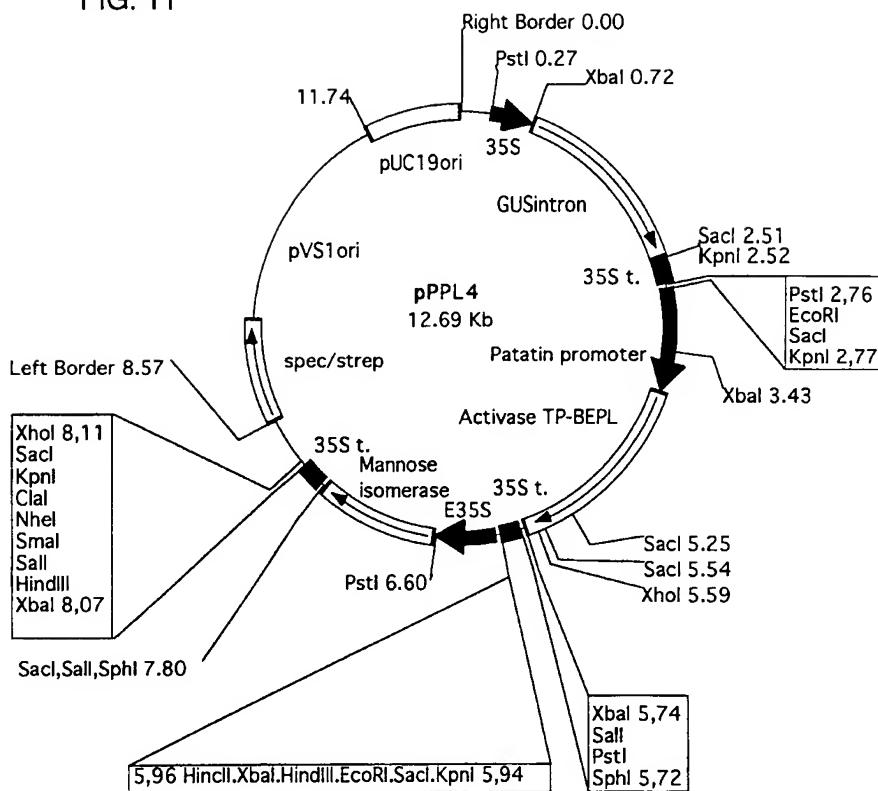 FIG. 11
Right Border 0.00
PstI 0.27
XbaI 0.72
11.74
35S
pUC19ori
GUSintron
SacI 2.51
KpnI 2.52
pVS1ori
35S t.
pPPL4
12.69 Kb
PstI 2,76
EcoRI
SacI
KpnI 2,77
Patatin promoter
spec/strep
Left Border 8.57
XbaI 3.43
Activase TP-BEPL
XhoI 8,11
SacI
KpnI
ClaI
NheI
SmaI
SalI
HindIII
XbaI 8,07
35S t.
Mannose
isomerase
35S t.
E35S
SacI 5.25
SacI 5.54
XhoI 5.59
PstI 6.60
SacI,SalI,SphI 7.80
XbaI 5,74
SalI
PstI
SphI 5,72
5,96 HincII.XbaI.HindIII.EcoRI.SacI.KpnI 5,94